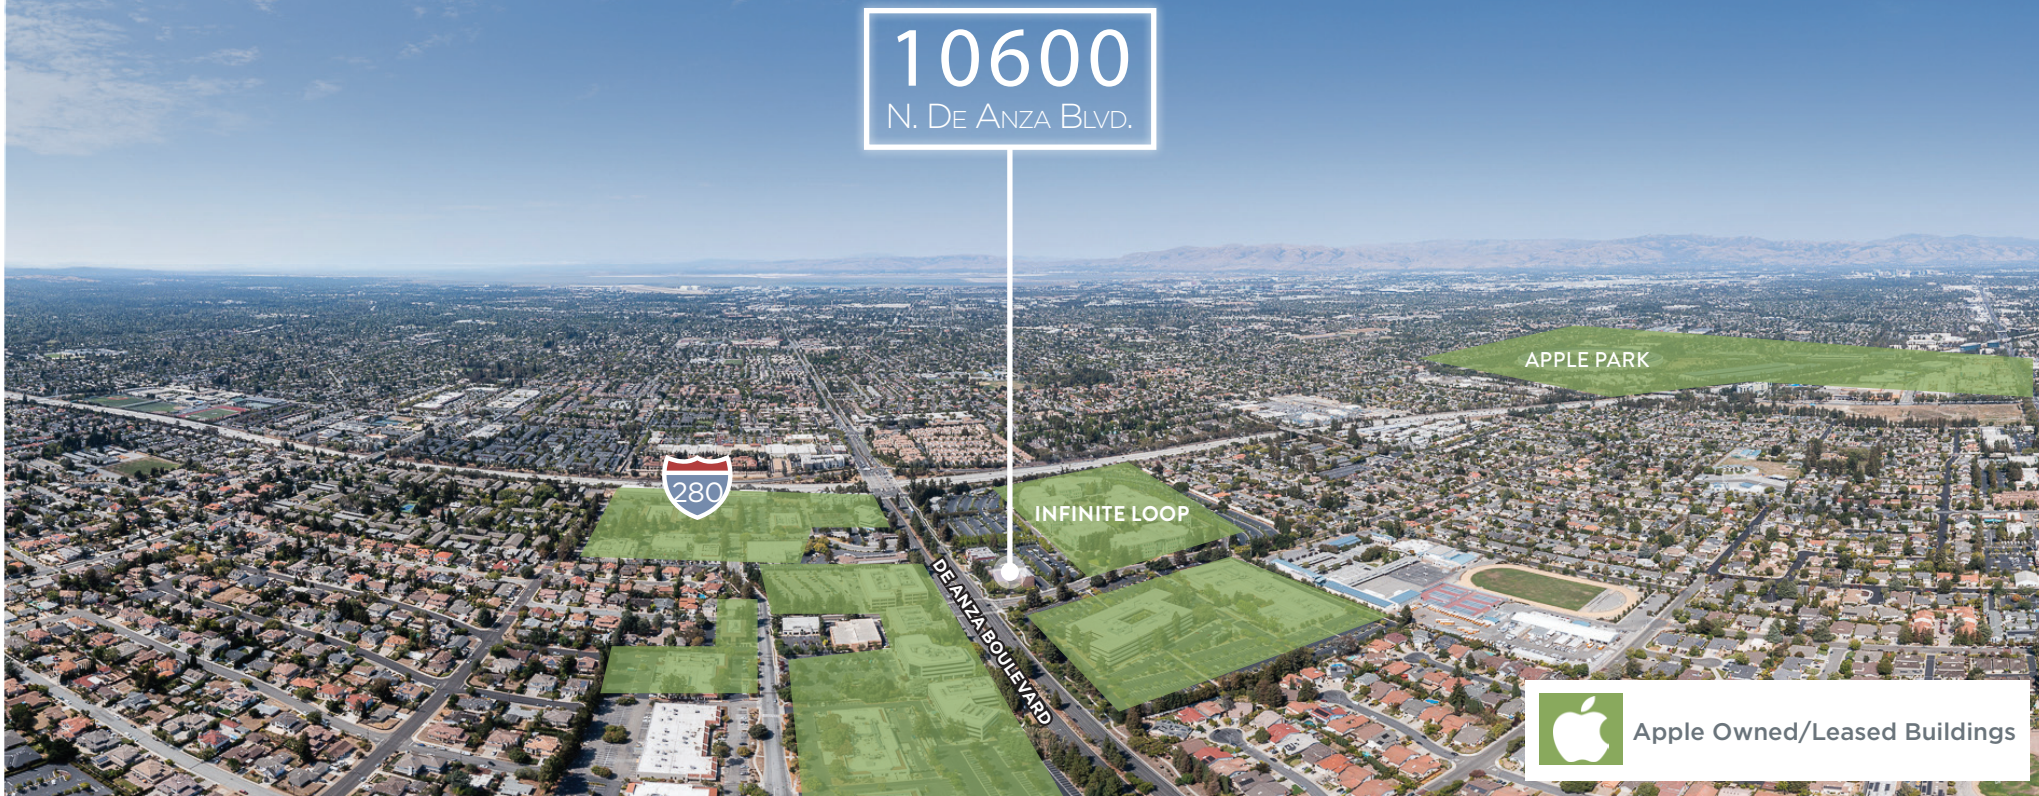 10600
N. De Anza Blvd.
APPLE PARK
280
INFINITE LOOP
DE ANZA BOULEVARD
Apple Owned/Leased Buildings